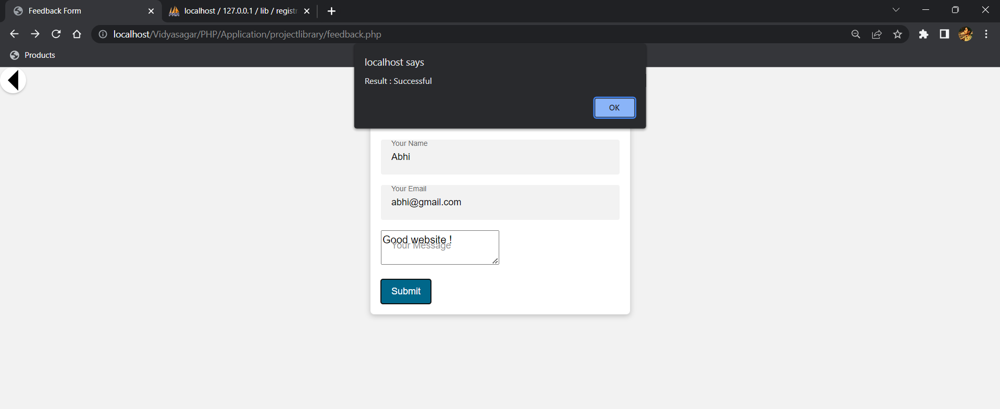 Feedback Form
localhost / 127.0.0.1 / lib / registr
localhost/Vidyasagar/PHP/Application/projectlibrary/feedback.php
Products
localhost says
Result : Successful
OK
Your Name
Abhi
Your Email
abhi@gmail.com
Good website !
Your Message
Submit